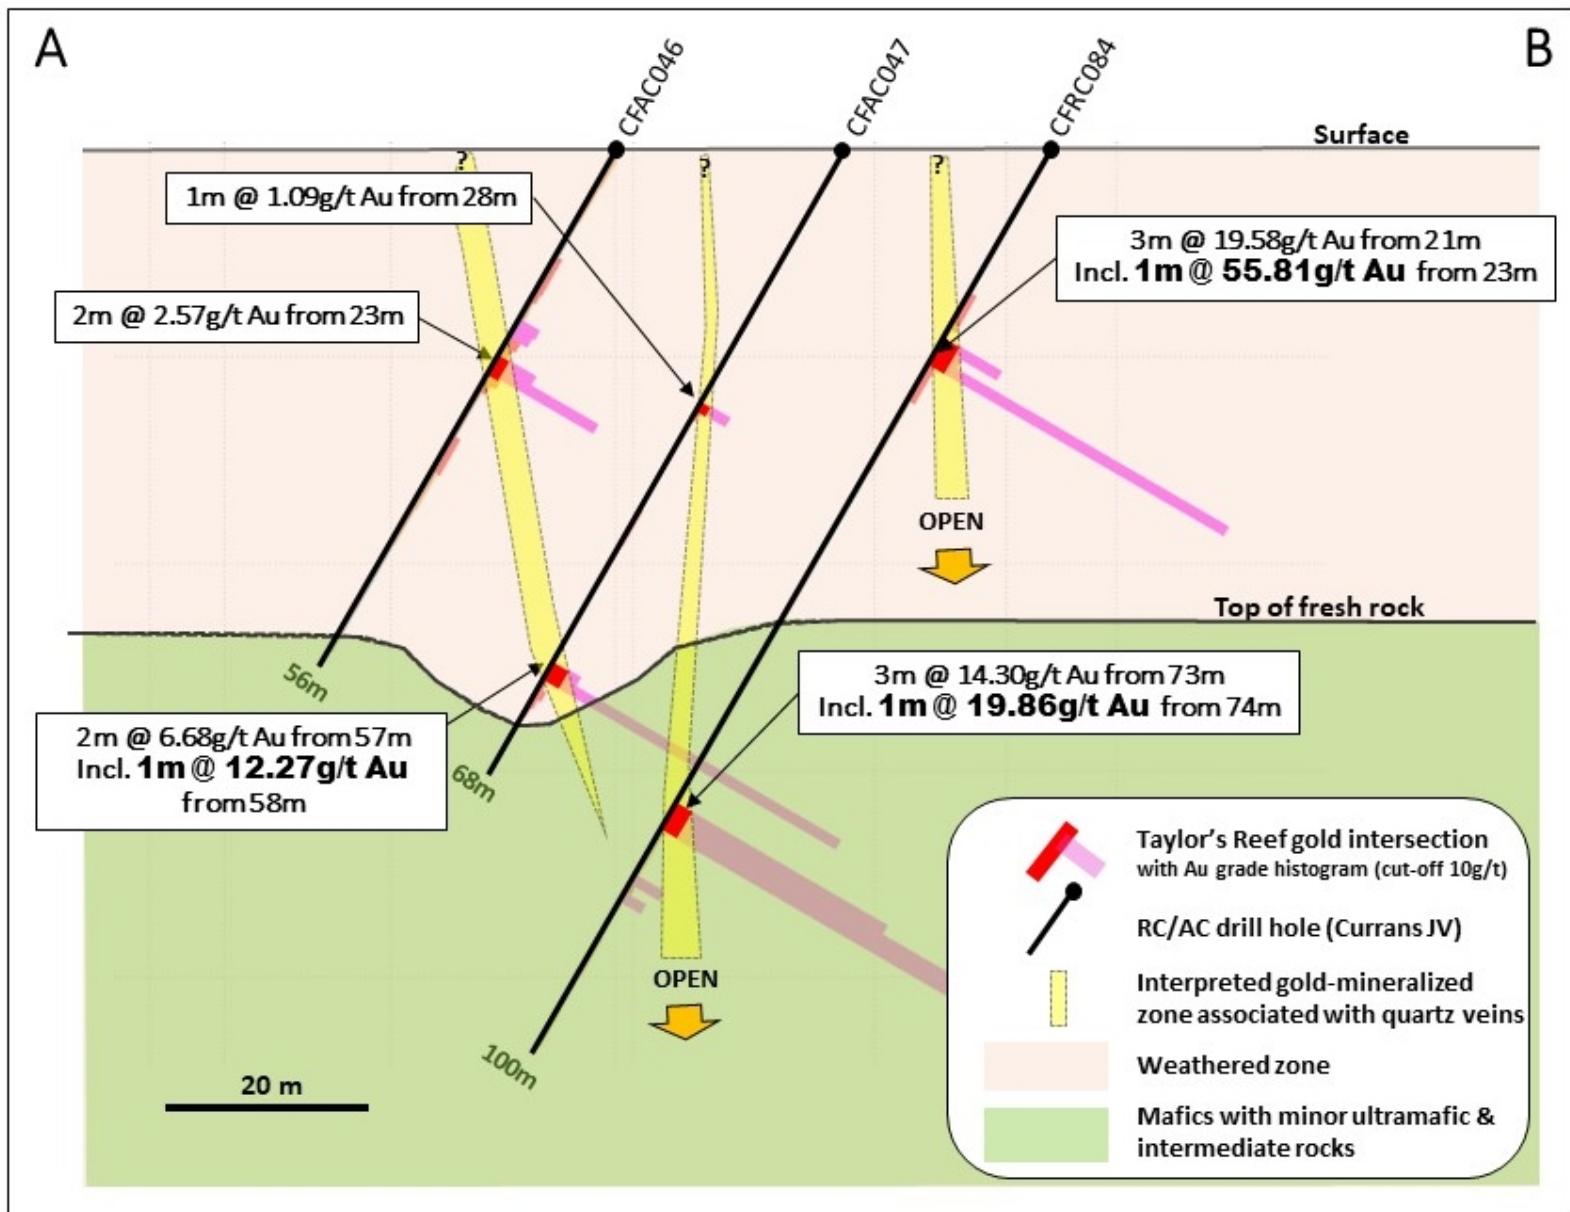 A
B
CFAC046
CFAC047
CFRC084
Surface
?
?
?
1m @ 1.09g/t Au from 28m
3m @ 19.58g/t Au from 21m
Incl. 1m @ 55.81g/t Au from 23m
2m @ 2.57g/t Au from 23m
OPEN
Top of fresh rock
56m
3m @ 14.30g/t Au from 73m
Incl. 1m @ 19.86g/t Au from 74m
2m @ 6.68g/t Au from 57m
Incl. 1m @ 12.27g/t Au
from 58m
68m
OPEN
100m
20 m
Taylor's Reef gold intersection
with Au grade histogram (cut-off 10g/t)
RC/AC drill hole (Currans JV)
Interpreted gold-mineralized
zone associated with quartz veins
Weathered zone
Mafics with minor ultramafic &
intermediate rocks